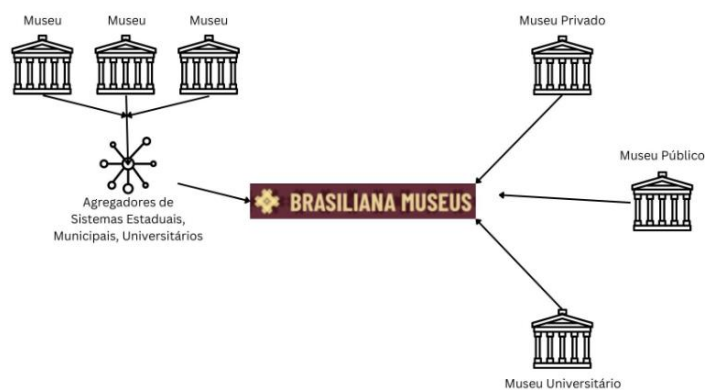 Museu
Museu
Museu
Agregadores de
Sistemas Estaduais,
Municipais, Universitários
BRASILIANA MUSEUS
Museu Privado
Museu Público
Museu Universitário